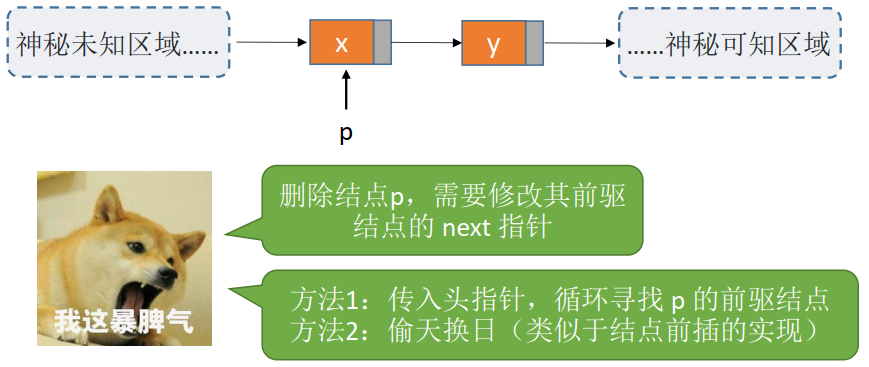 神秘未知区域……
x
y
……神秘可知区域
p
删除结点p，需要修改其前驱
结点的 next 指针
方法1：传入头指针，循环寻找 p 的前驱结点
方法2：偷天换日（类似于结点前插的实现）
我这暴脾气